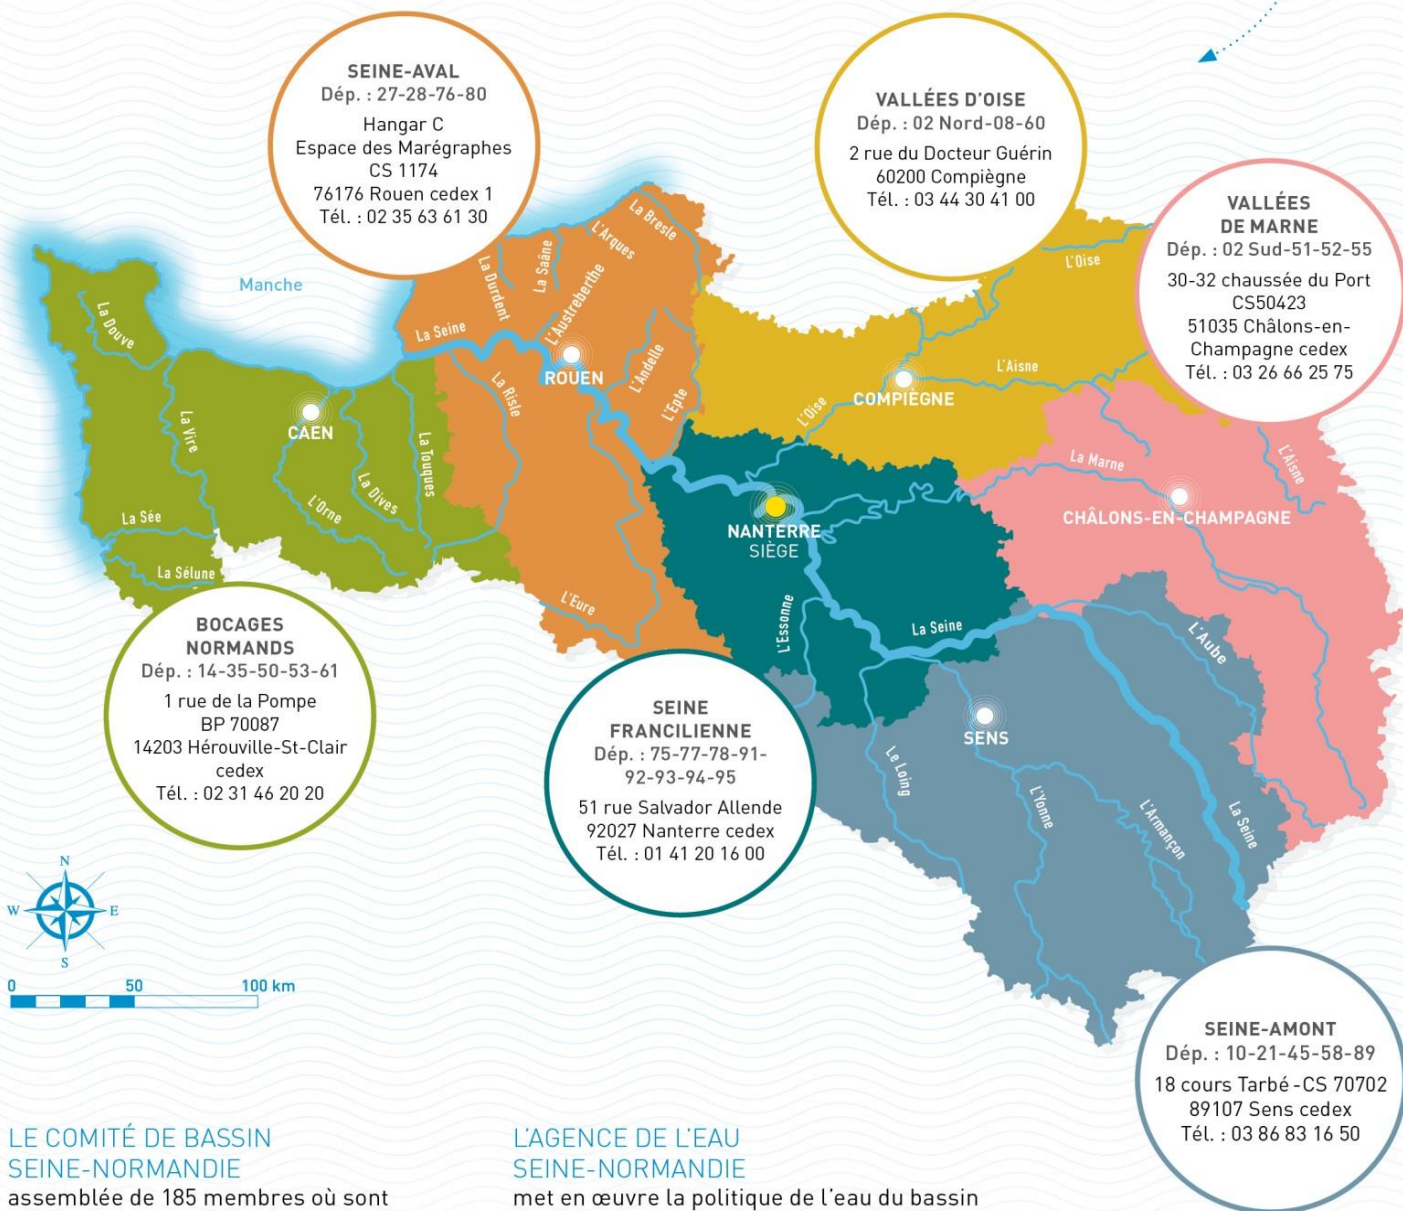 SEINE-AVAL
Dép. : 27-28-76-80
Hangar C
Espace des Marégraphes
CS 1174
76176 Rouen cedex 1
Tél. : 02 35 63 61 30
VALLÉES D'OISE
Dép. : 02 Nord-08-60
2 rue du Docteur Guérin
60200 Compiègne
Tél. : 03 44 30 41 00
VALLÉES
DE MARNE
Dép. : 02 Sud-51-52-55
30-32 chaussée du Port
CS50423
51035 Châlons-en-
Champagne cedex
Tél. : 03 26 66 25 75
Manche
La Douve
La Vire
La Sée
La Sélune
CAEN
L'Orne
La Dives
La Touques
La Seine
La Durdent
La Saâne
L'Austreberthe
L'Arques
La Bresle
ROUEN
La Risle
L'Andelle
L'Epte
L'Eure
L'Oise
L'Aisne
COMPIÈGNE
L'Oise
La Marne
L'Aisne
CHÂLONS-EN-CHAMPAGNE
NANTERRE
SIÈGE
L'Essonne
La Seine
L'Aube
SENS
Le Loing
L'Yonne
L'Armançon
La Seine
BOCAGES
NORMANDS
Dép. : 14-35-50-53-61
1 rue de la Pompe
BP 70087
14203 Hérouville-St-Clair
cedex
Tél. : 02 31 46 20 20
SEINE
FRANCILIENNE
Dép. : 75-77-78-91-
92-93-94-95
51 rue Salvador Allende
92027 Nanterre cedex
Tél. : 01 41 20 16 00
N
W E
S
0 50 100 km
SEINE-AMONT
Dép. : 10-21-45-58-89
18 cours Tarbé - CS 70702
89107 Sens cedex
Tél. : 03 86 83 16 50
LE COMITÉ DE BASSIN
SEINE-NORMANDIE
assemblée de 185 membres où sont
L'AGENCE DE L'EAU
SEINE-NORMANDIE
met en œuvre la politique de l'eau du bassin